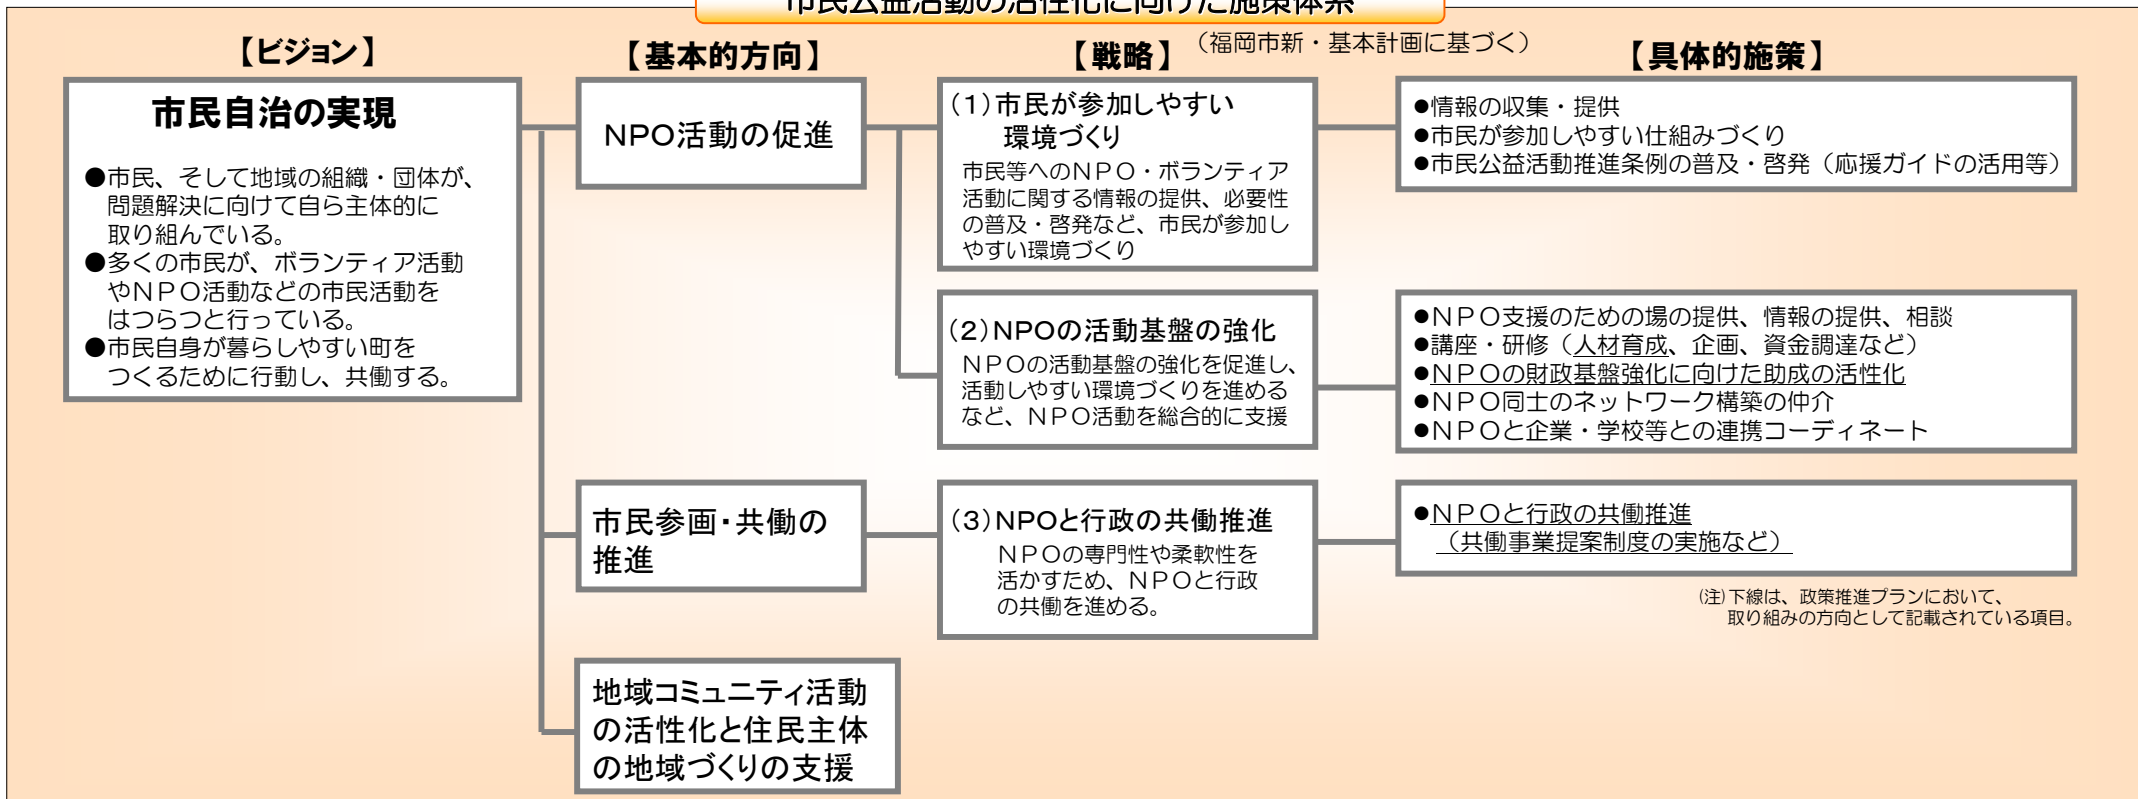 市民公益活動の活性化に向けた施策体系
【ビジョン】
【基本的方向】
【戦略】
(福岡市新・基本計画に基づく)
【具体的施策】
市民自治の実現
●市民、そして地域の組織・団体が、
問題解決に向けて自ら主体的に
取り組んでいる。
●多くの市民が、ボランティア活動
やNPO活動などの市民活動を
はつらつと行っている。
●市民自身が暮らしやすい町を
つくるために行動し、共働する。
NPO活動の促進
(1)市民が参加しやすい
環境づくり
市民等へのNPO・ボランティア
活動に関する情報の提供、必要性
の普及・啓発など、市民が参加し
やすい環境づくり
●情報の収集・提供
●市民が参加しやすい仕組みづくり
●市民公益活動推進条例の普及・啓発(応援ガイドの活用等)
(2)NPOの活動基盤の強化
NPOの活動基盤の強化を促進し、
活動しやすい環境づくりを進める
など、NPO活動を総合的に支援
●NPO支援のための場の提供、情報の提供、相談
●講座・研修(人材育成、企画、資金調達など)
●NPOの財政基盤強化に向けた助成の活性化
●NPO同士のネットワーク構築の仲介
●NPOと企業・学校等との連携コーディネート
市民参画・共働の
推進
(3)NPOと行政の共働推進
NPOの専門性や柔軟性を
活かすため、NPOと行政
の共働を進める。
●NPOと行政の共働推進
(共働事業提案制度の実施など)
(注)下線は、政策推進プランにおいて、
取り組みの方向として記載されている項目。
地域コミュニティ活動
の活性化と住民主体
の地域づくりの支援